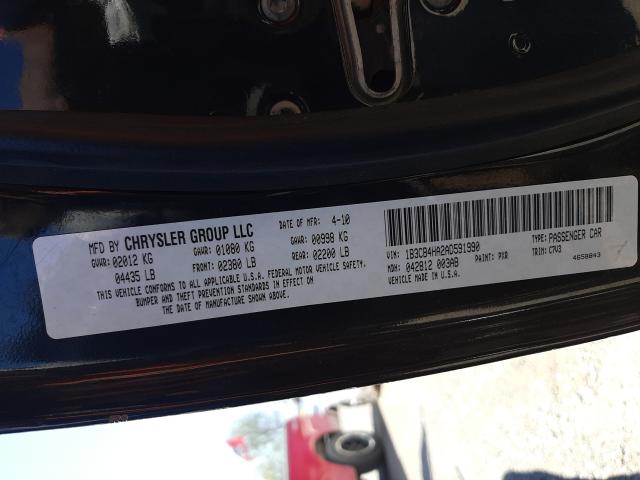 MFD BY CHRYSLER GROUP LLC
DATE OF MFR: 4-10
GVWR: 02012 KG
GAWR: 01080 KG
GAWR: 00998 KG
04435 LB
FRONT: 02380 LB
REAR: 02200 LB
THIS VEHICLE CONFORMS TO ALL APPLICABLE U.S.A. FEDERAL MOTOR VEHICLE SAFETY,
BUMPER AND THEFT PREVENTION STANDARDS IN EFFECT ON
THE DATE OF MANUFACTURE SHOWN ABOVE.
VIN: 1B3CB4HA2AD591990
TYPE: PASSENGER CAR
MDH: 042812 003AB
PAINT: PXR
TRIM: C7V3
VEHICLE MADE IN U.S.A.
4650843